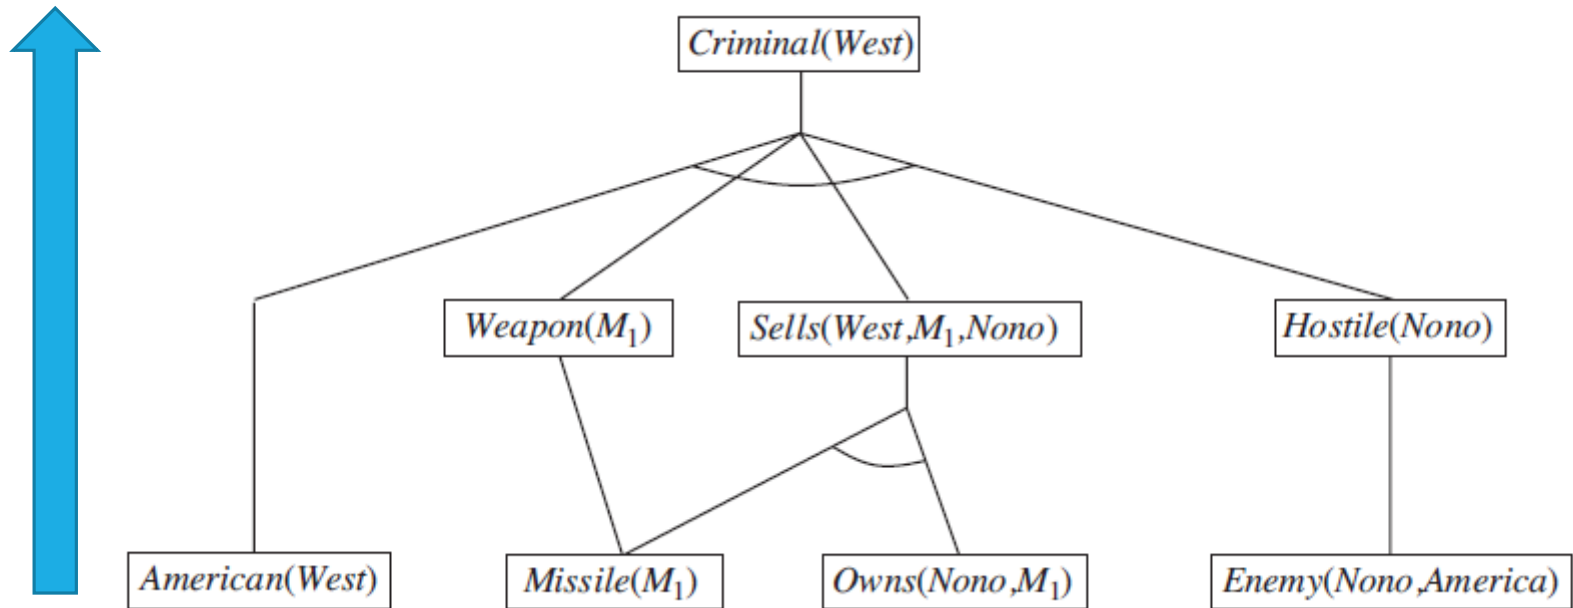 Criminal(West)
Weapon(M₁)
Sells(West,M₁,Nono)
Hostile(Nono)
American(West)
Missile(M₁)
Owns(Nono,M₁)
Enemy(Nono,America)